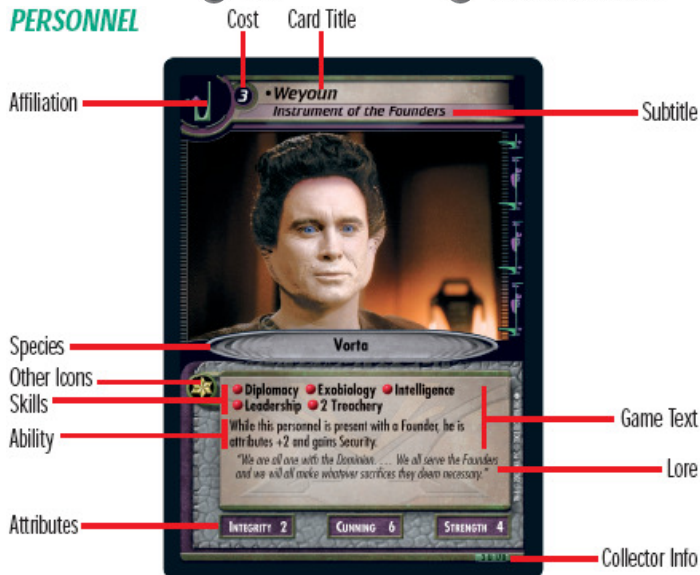 PERSONNEL
Cost
Card Title
Affiliation
3
•Weyoun
Instrument of the Founders
Subtitle
Species
Vorta
Other Icons
Skills
• Diplomacy • Exobiology • Intelligence
• Leadership • 2 Treachery
Ability
While this personnel is present with a Founder, he is
attributes +2 and gains Security.
Game Text
"We are all one with the Dominion. . . . We all serve the Founders
and we will all make whatever sacrifices they deem necessary."
Lore
Attributes
INTEGRITY 2
CUNNING 6
STRENGTH 4
Collector Info